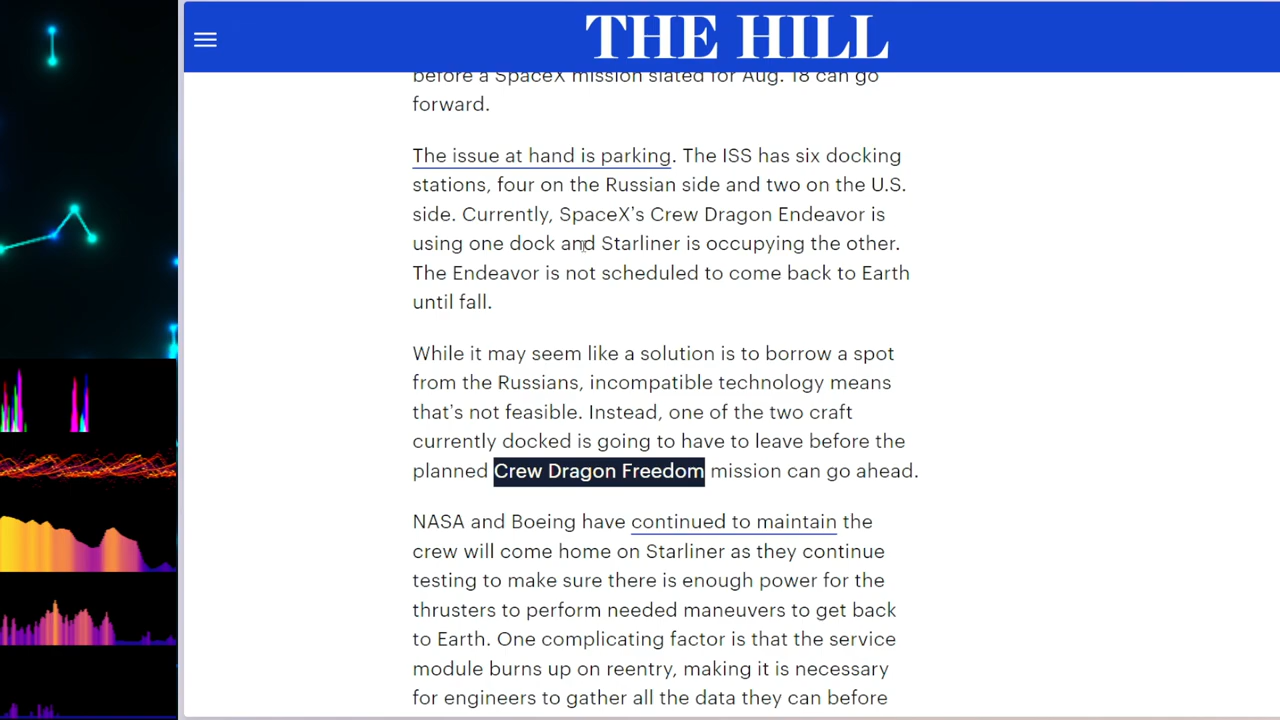 THE HILL
before a SpaceX mission slated for Aug. 18 can go
forward.
The issue at hand is parking. The ISS has six docking
stations, four on the Russian side and two on the U.S.
side. Currently, SpaceX's Crew Dragon Endeavor is
using one dock and Starliner is occupying the other.
The Endeavor is not scheduled to come back to Earth
until fall.
While it may seem like a solution is to borrow a spot
from the Russians, incompatible technology means
that's not feasible. Instead, one of the two craft
currently docked is going to have to leave before the
planned Crew Dragon Freedom mission can go ahead.
NASA and Boeing have continued to maintain the
crew will come home on Starliner as they continue
testing to make sure there is enough power for the
thrusters to perform needed maneuvers to get back
to Earth. One complicating factor is that the service
module burns up on reentry, making it is necessary
for engineers to gather all the data they can before